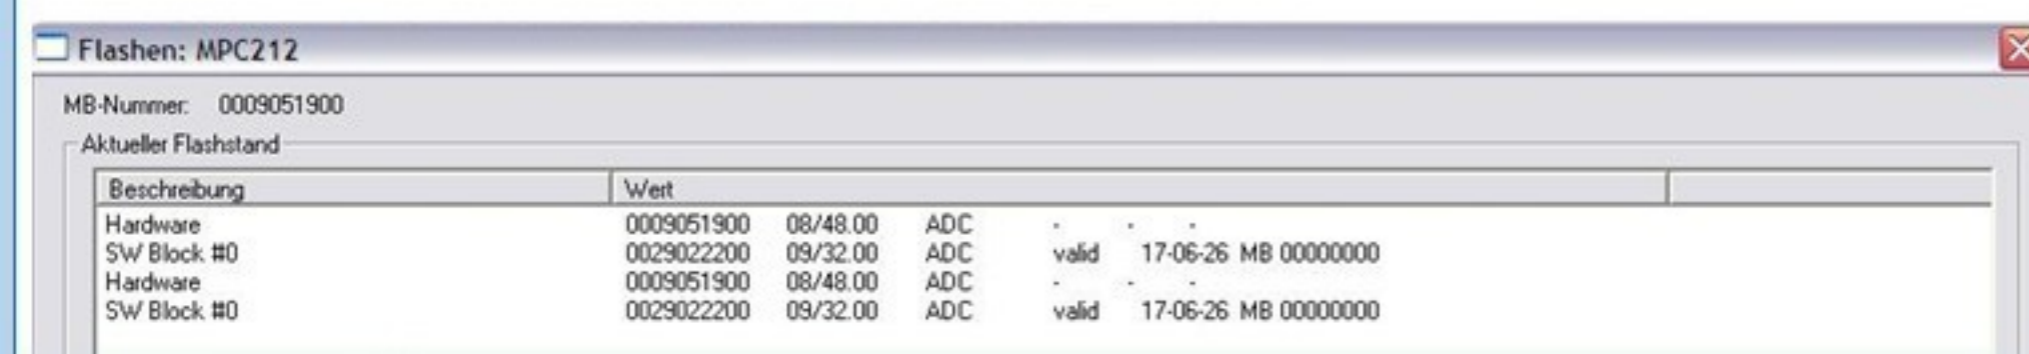 Flashen: MPC212
MB-Nummer: 0009051900
Aktueller Flashstand
Beschreibung Wert
Hardware 0009051900 08/48.00 ADC - - -
SW Block #0 0029022200 09/32.00 ADC valid 17-06-26 MB 00000000
Hardware 0009051900 08/48.00 ADC - - -
SW Block #0 0029022200 09/32.00 ADC valid 17-06-26 MB 00000000